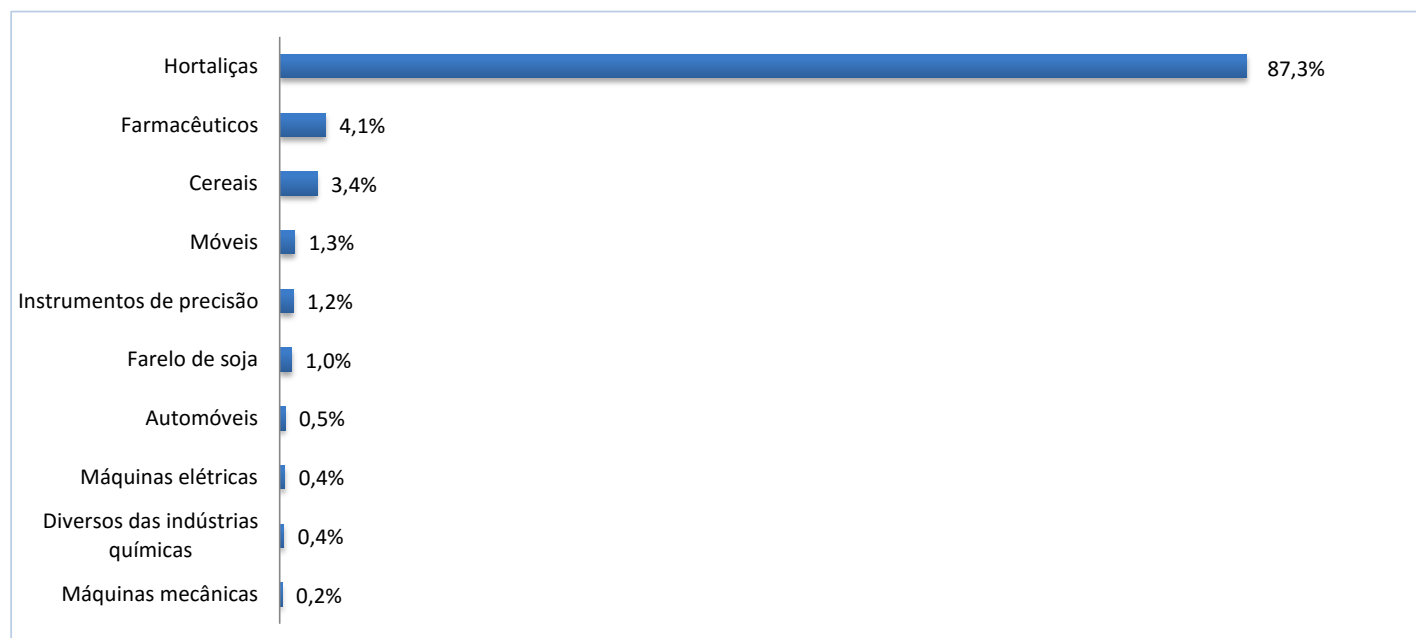 Hortaliças 87,3%
Farmacêuticos 4,1%
Cereais 3,4%
Móveis 1,3%
Instrumentos de precisão 1,2%
Farelo de soja 1,0%
Automóveis 0,5%
Máquinas elétricas 0,4%
Diversos das indústrias
químicas 0,4%
Máquinas mecânicas 0,2%